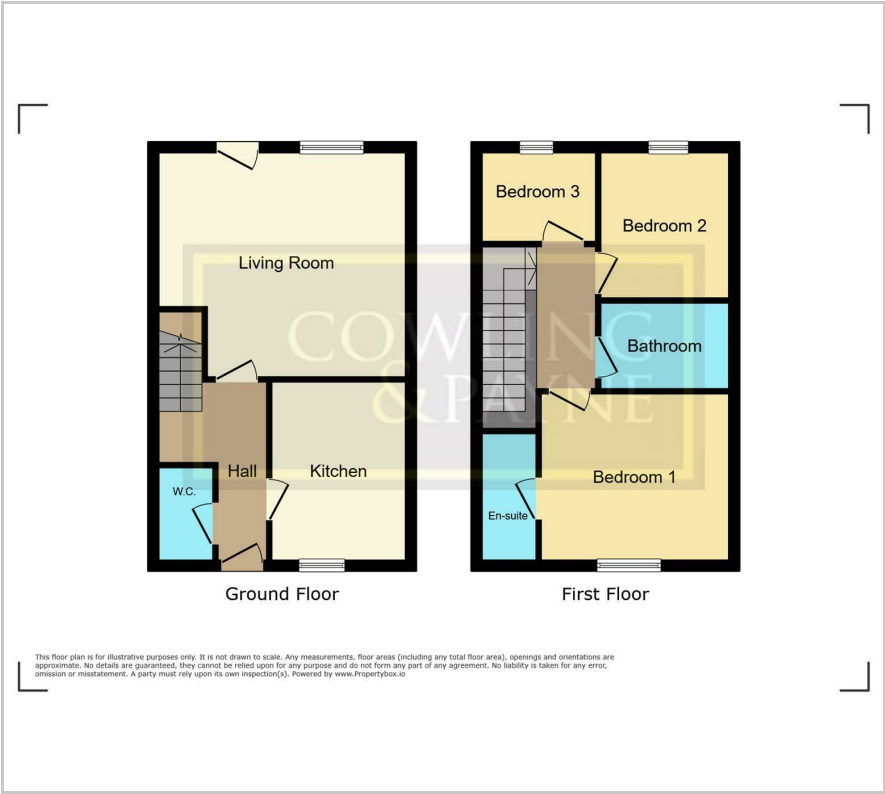 Bedroom 3
Bedroom 2
Living Room
COWLING
& PAYNE
Bathroom
Hall
Kitchen
Bedroom 1
W.C.
En-suite
Ground Floor
First Floor
This floor plan is for illustrative purposes only. It is not drawn to scale. Any measurements, floor areas (including any total floor area), openings and orientations are
approximate. No details are guaranteed, they cannot be relied upon for any purpose and do not form any part of any agreement. No liability is taken for any error,
omission or misstatement. A party must rely upon its own inspection(s). Powered by www.Propertybox.io